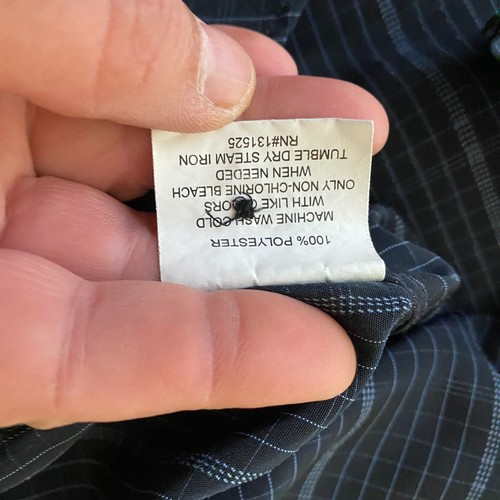 100% POLYESTER
MACHINE WASH COLD
WITH LIKE COLORS
ONLY NON-CHLORINE BLEACH
WHEN NEEDED
TUMBLE DRY STEAM IRON
RN#131525